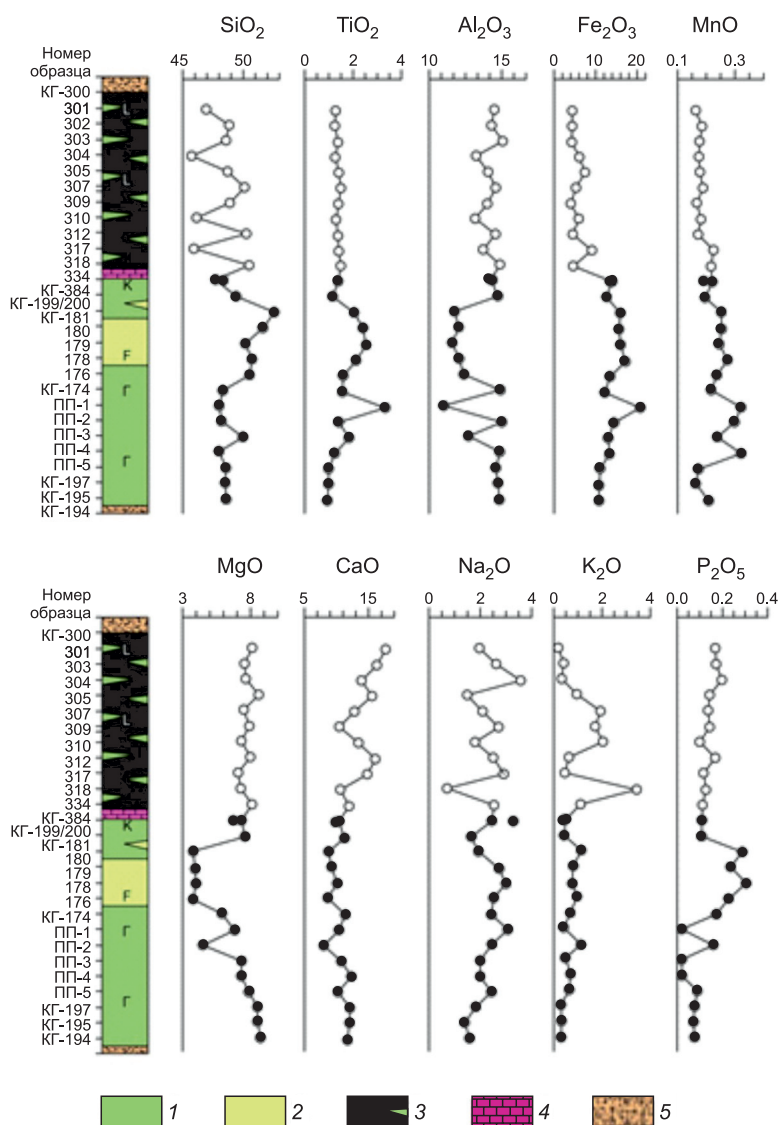 SiO2 TiO2 Al2O3 Fe2O3 MnO
Номер
образца
45 50 0 2 4 10 15 0 10 20 0.1 0.3
КГ-300
301
302
303
304
305
307
309
310
312
317
318
334
КГ-384
КГ-199/200
КГ-181
180
179
178
176
КГ-174
ПП-1
ПП-2
ПП-3
ПП-4
ПП-5
КГ-197
КГ-195
КГ-194
L
L
K
F
Г
Г
MgO CaO Na2O K2O P2O5
Номер
образца
3 8 5 15 0 2 4 0 2 4 0.0 0.2 0.4
КГ-300
301
303
304
305
307
309
310
312
317
318
334
КГ-384
КГ-199/200
КГ-181
180
179
178
176
КГ-174
ПП-1
ПП-2
ПП-3
ПП-4
ПП-5
КГ-197
КГ-195
КГ-194
L
L
K
F
Г
Г
1 2 3 4 5